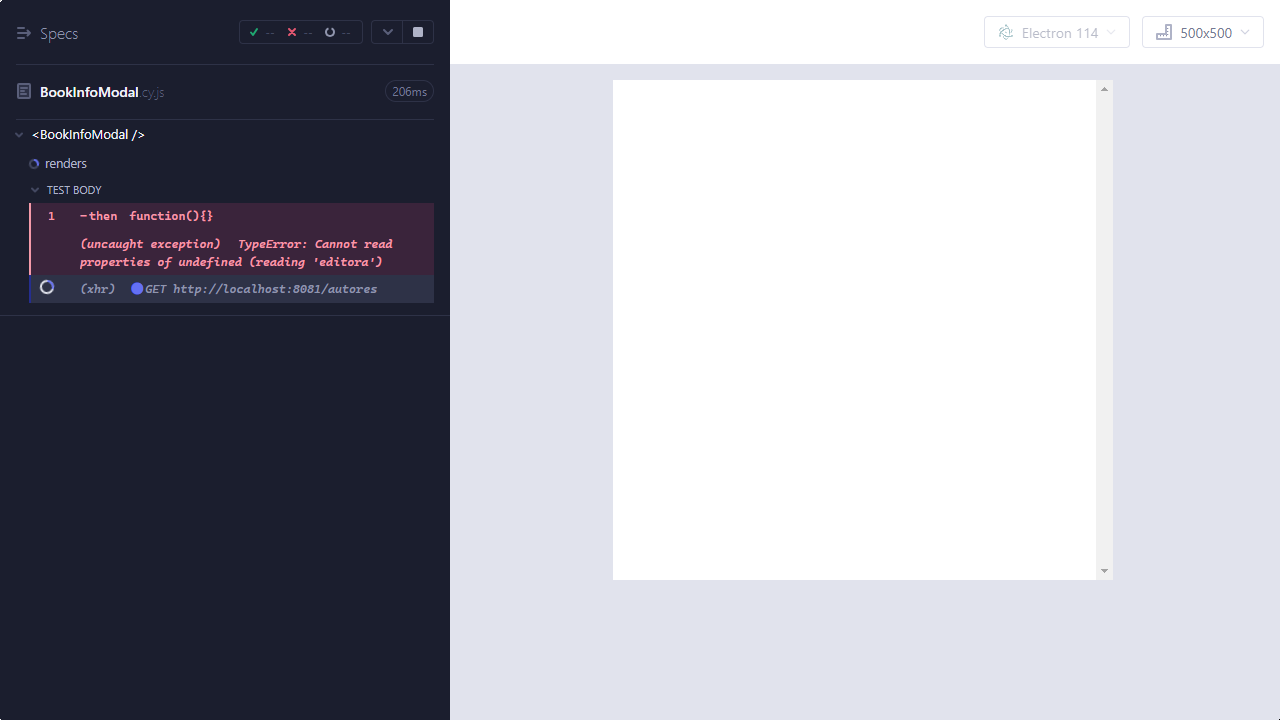 Specs
-- -- --
Electron 114
500x500
BookInfoModal.cy.js
206ms
<BookInfoModal />
renders
TEST BODY
1 -then function(){}
(uncaught exception) TypeError: Cannot read
properties of undefined (reading 'editora')
(xhr) GET http://localhost:8081/autores